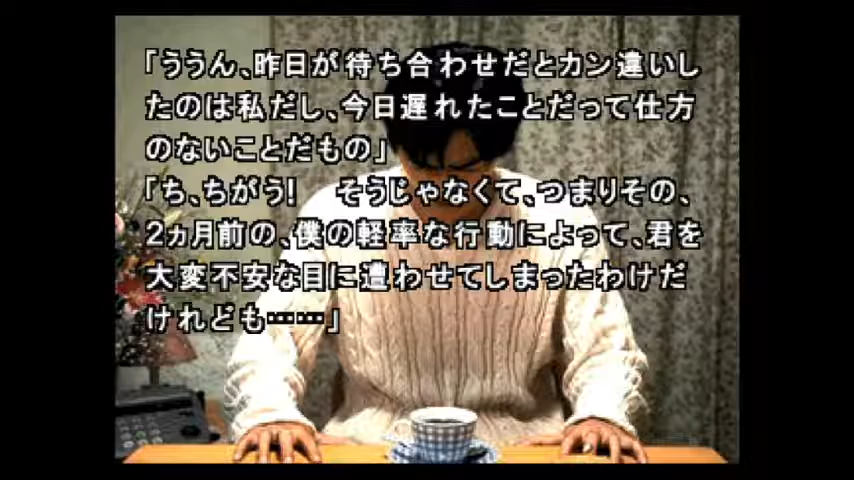 「ううん、昨日が待ち合わせだとカン違いし
たのは私だし、今日遅れたことだって仕方
のないことだもの」
「ち、ちがう!　そうじゃなくて、つまりその、
2ヵ月前の、僕の軽率な行動によって、君を
大変不安な目に遭わせてしまったわけだ
けれども……」